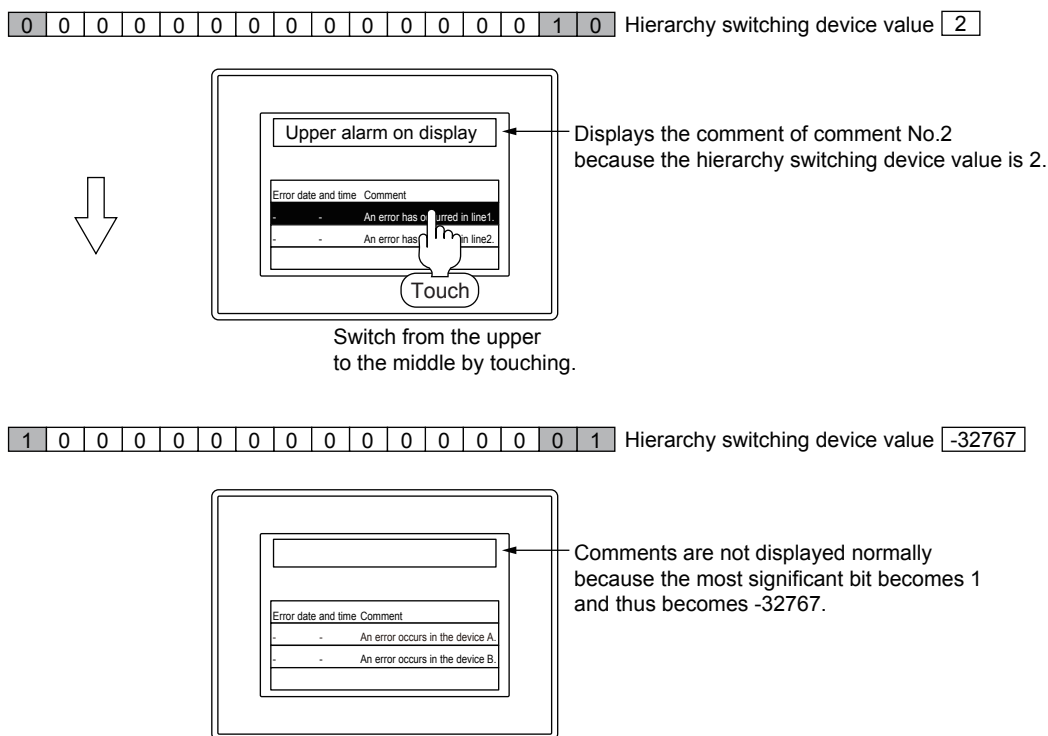 0 0 0 0 0 0 0 0 0 0 0 0 0 0 1 0 Hierarchy switching device value 2
Upper alarm on display
Displays the comment of comment No.2
because the hierarchy switching device value is 2.
Error date and time Comment
- - An error has occurred in line1.
- - An error has in line2.
Touch
Switch from the upper
to the middle by touching.
1 0 0 0 0 0 0 0 0 0 0 0 0 0 0 1 Hierarchy switching device value -32767
Comments are not displayed normally
because the most significant bit becomes 1
and thus becomes -32767.
Error date and time Comment
- - An error occurs in the device A.
- - An error occurs in the device B.